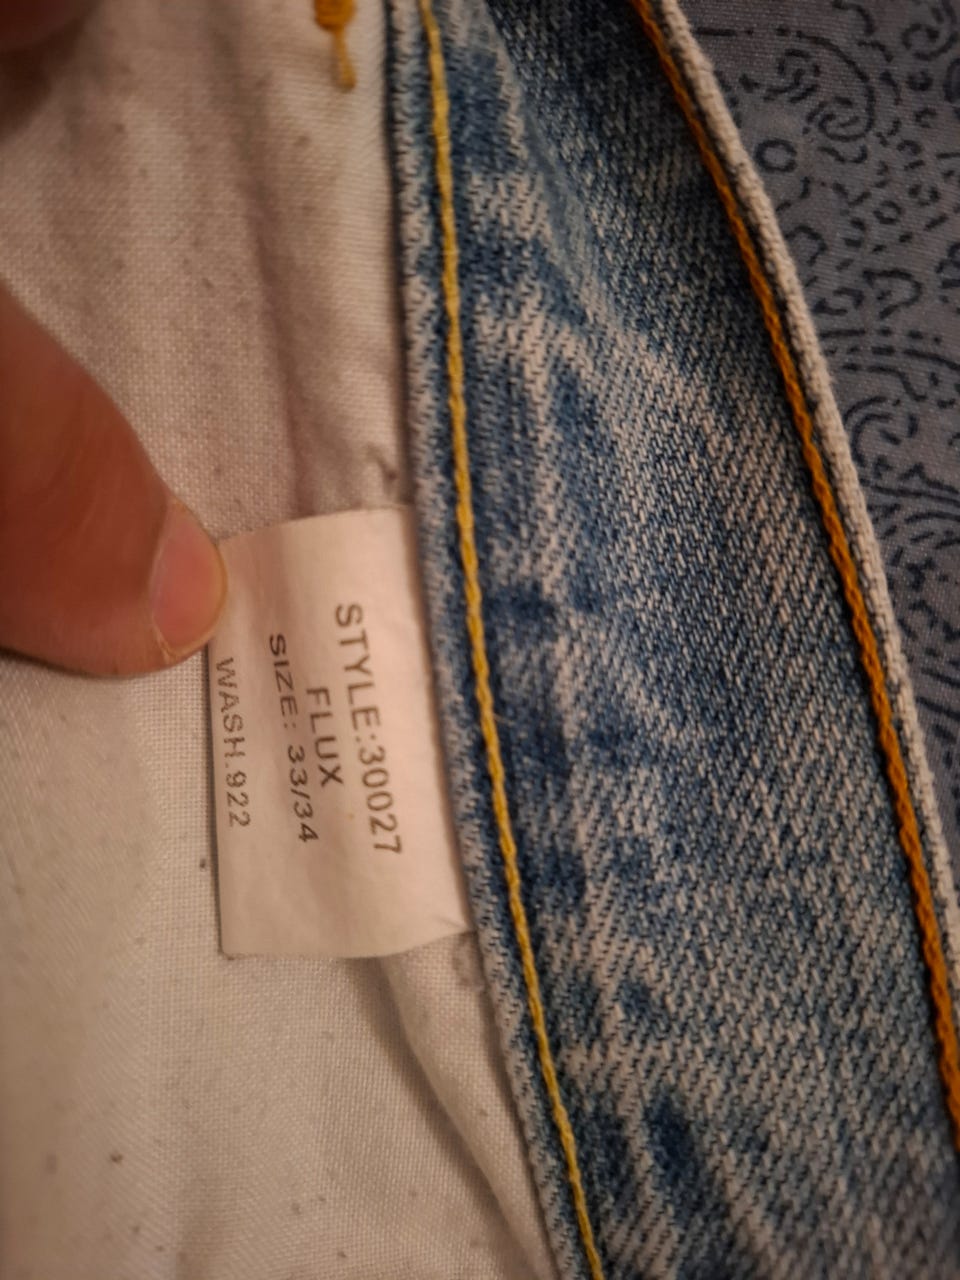 STYLE:30027
FLUX
SIZE: 33/34
WASH.922